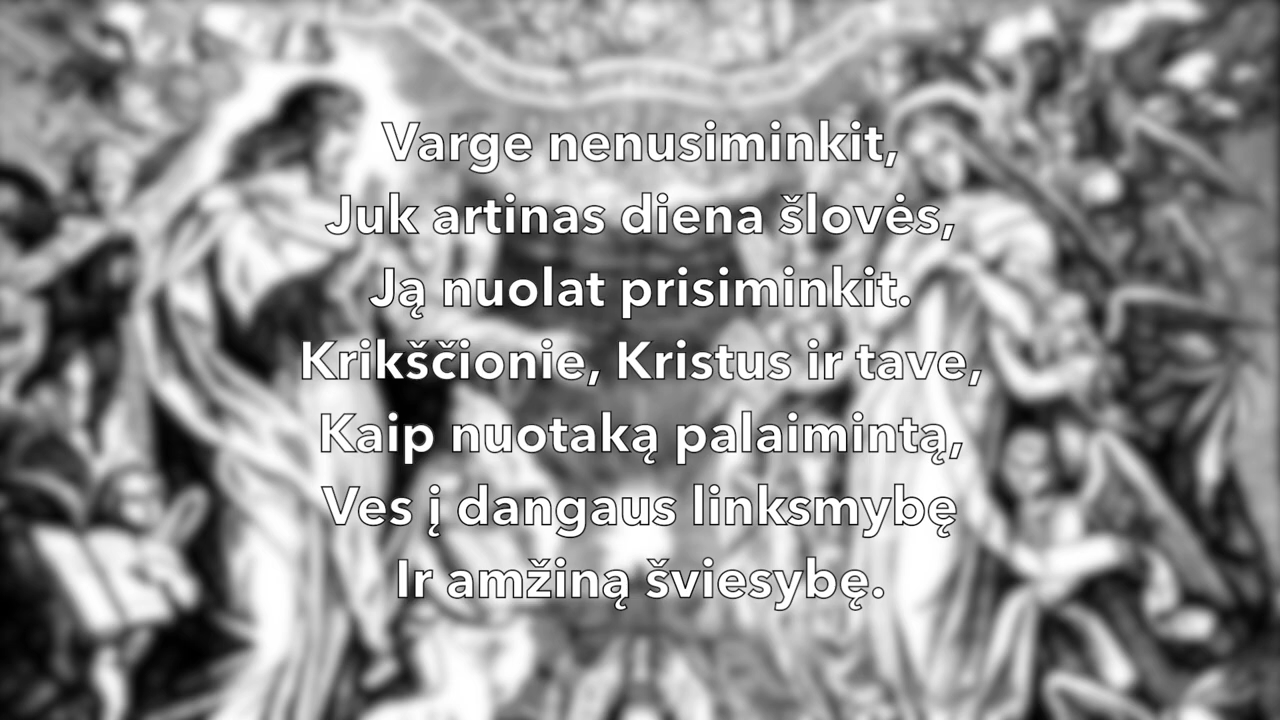 Varge nenusiminkit,
Juk artinas diena šlovės,
Ją nuolat prisiminkit.
Krikščionie, Kristus ir tave,
Kaip nuotaką palaimintą,
Ves į dangaus linksmybę
Ir amžiną šviesybę.